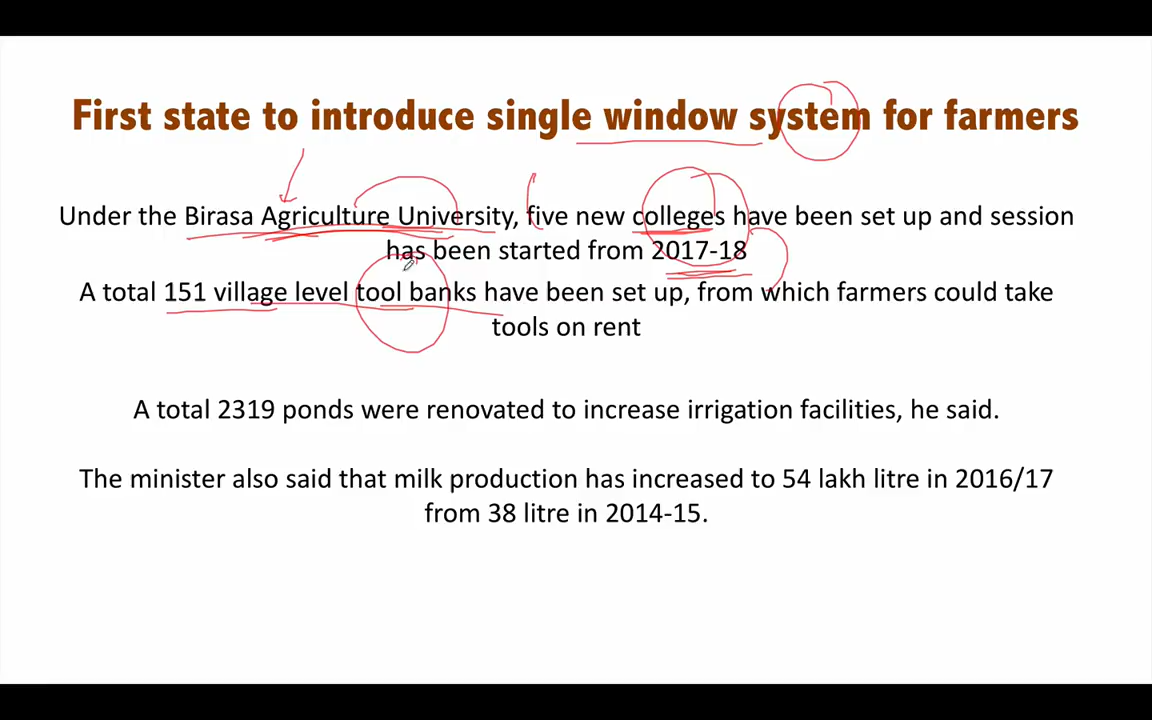 First state to introduce single window system for farmers
Under the Birasa Agriculture University, five new colleges have been set up and session
has been started from 2017-18
A total 151 village level tool banks have been set up, from which farmers could take
tools on rent
A total 2319 ponds were renovated to increase irrigation facilities, he said.
The minister also said that milk production has increased to 54 lakh litre in 2016/17
from 38 litre in 2014-15.